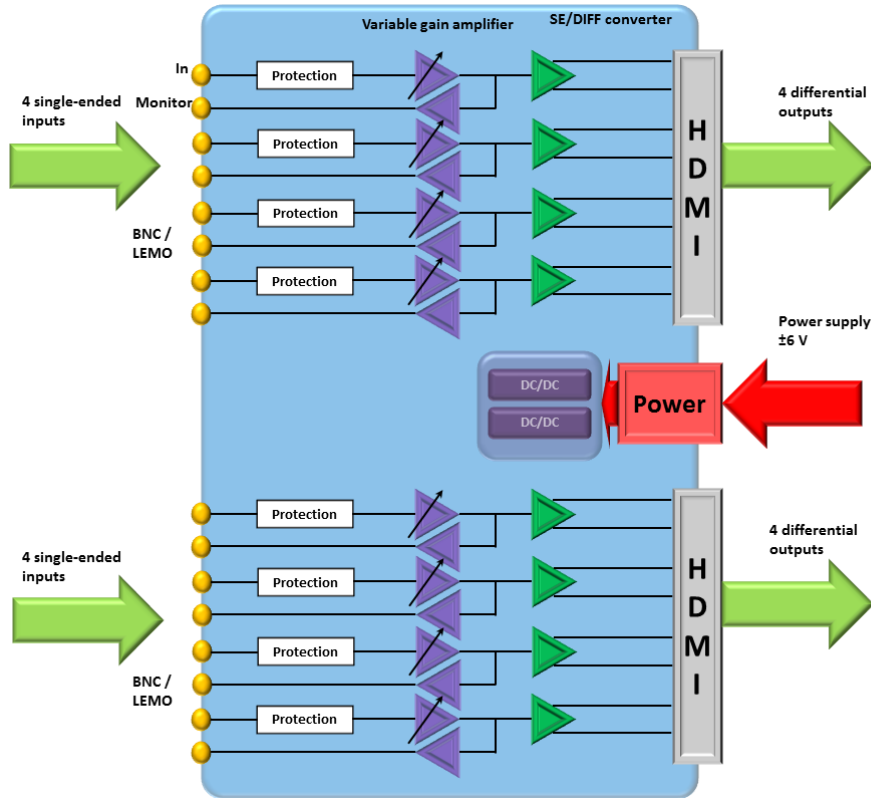 Variable gain amplifier
SE/DIFF converter
In
Protection
4 single-ended
inputs
Monitor
4 differential
outputs
Protection
H
D
M
I
Protection
BNC /
LEMO
Protection
Power supply
±6 V
DC/DC
Power
DC/DC
Protection
4 single-ended
inputs
4 differential
outputs
Protection
H
D
M
I
Protection
BNC /
LEMO
Protection